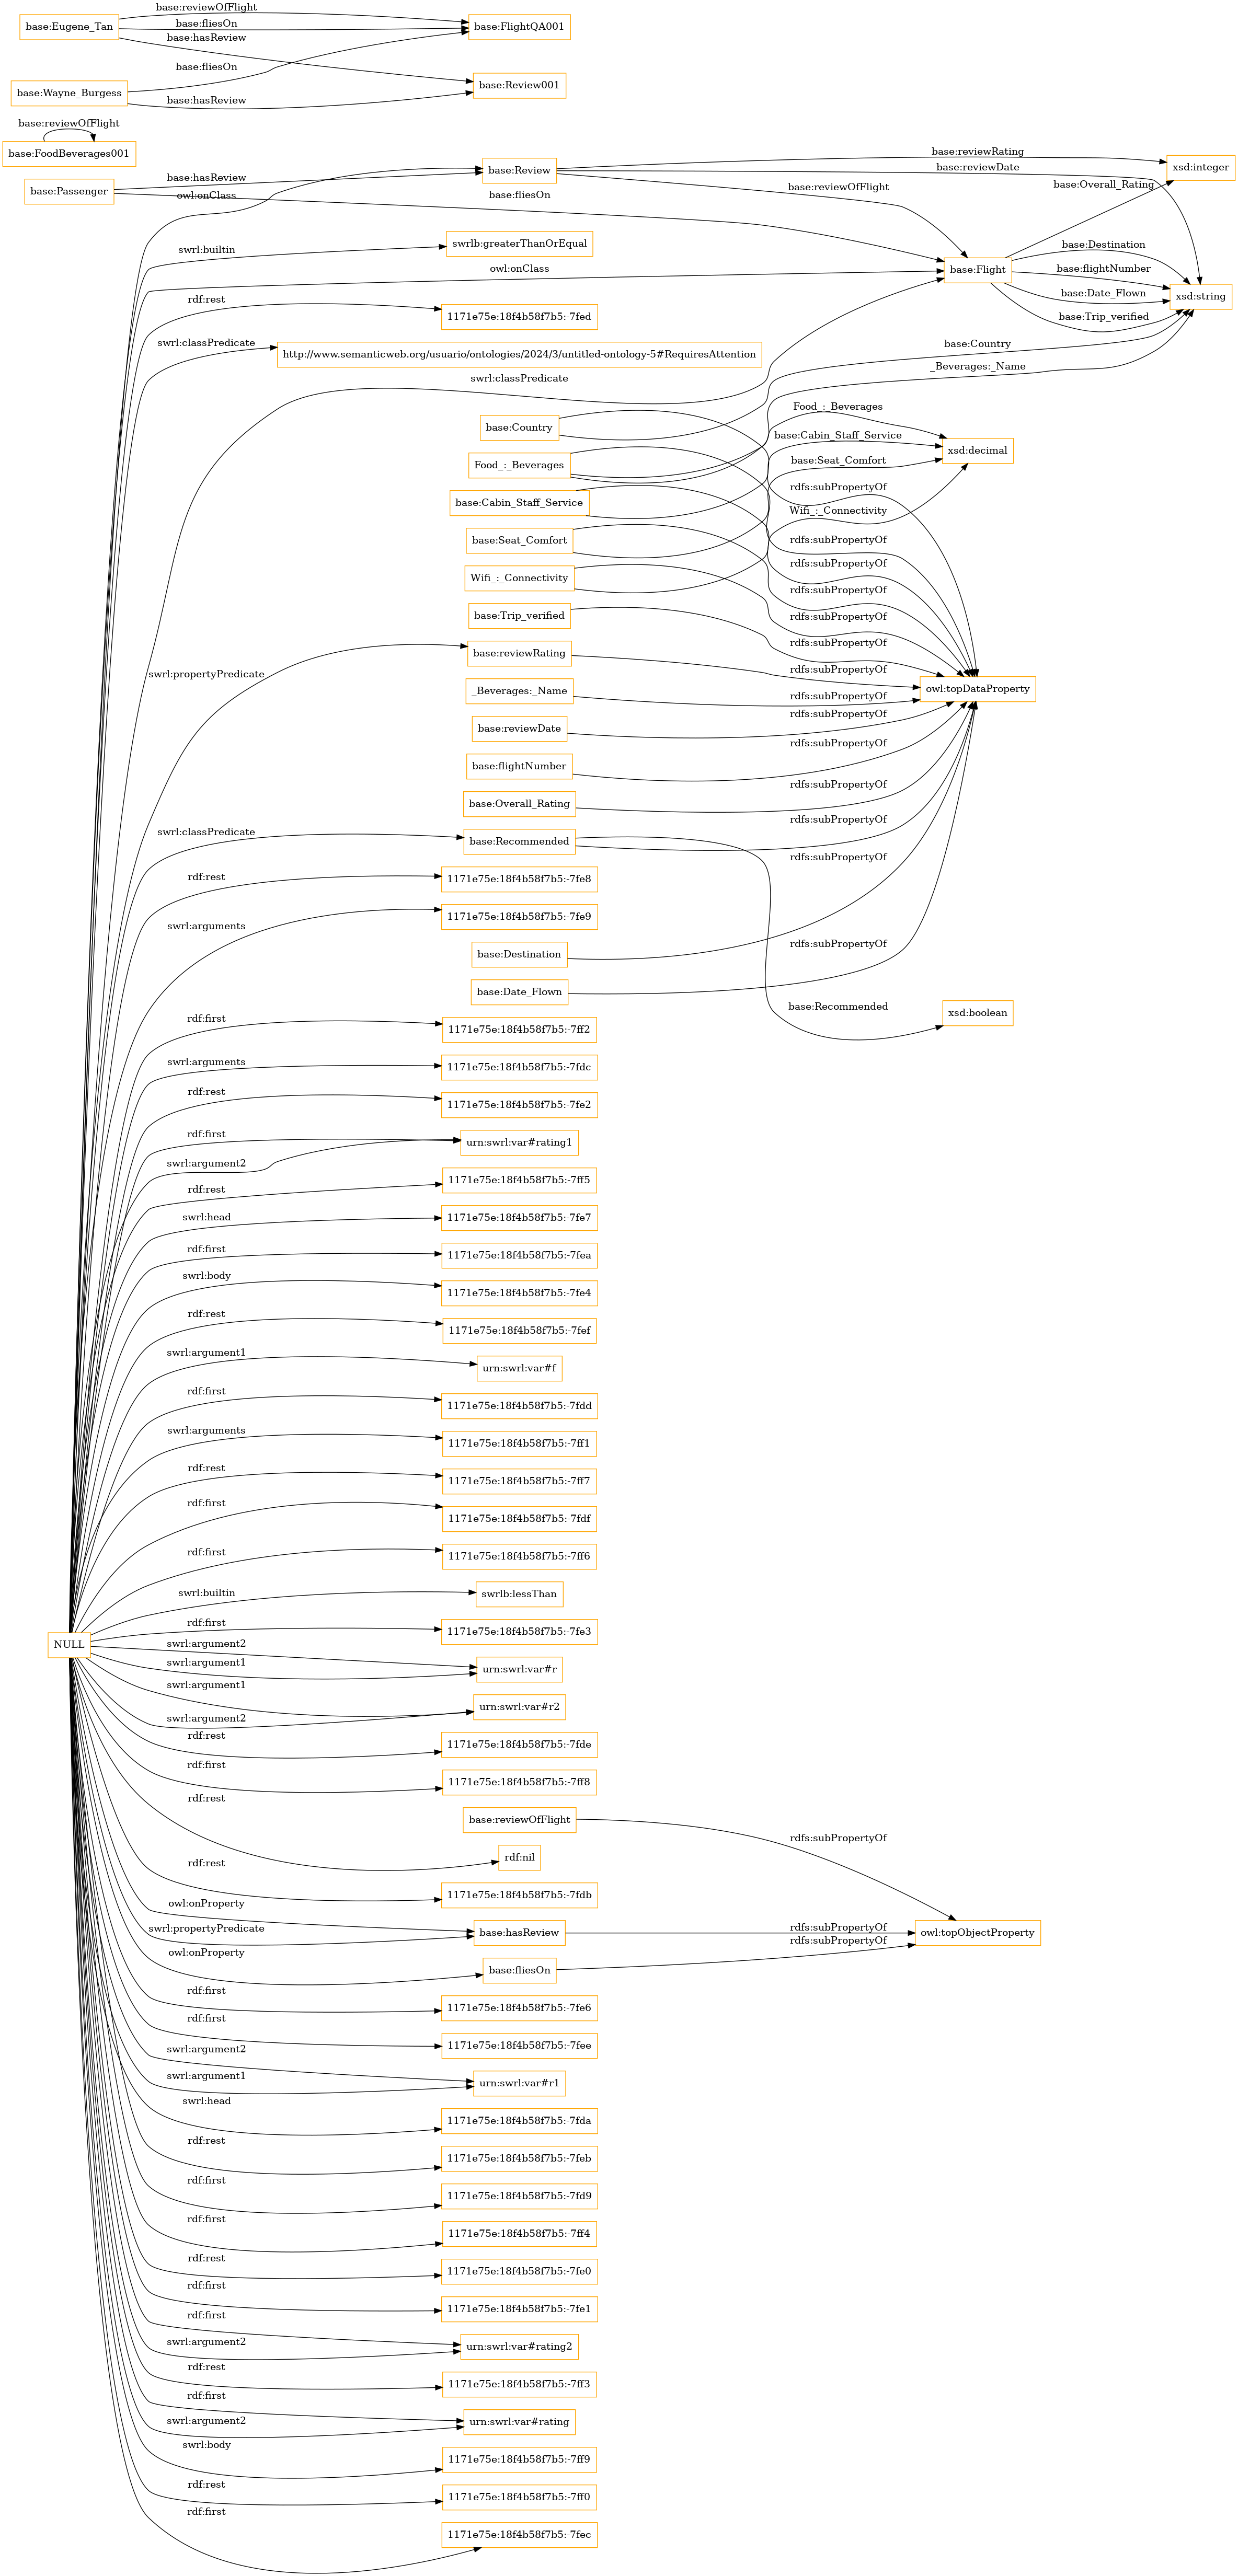 base:reviewOfFlight
base:Eugene_Tan
base:fliesOn
base:FlightQA001
base:hasReview
base:fliesOn
base:Review001
base:Wayne_Burgess
base:hasReview
base:reviewOfFlight
base:FoodBeverages001
base:reviewRating
xsd:integer
base:reviewDate
base:Review
base:hasReview
base:Passenger
base:reviewOfFlight
base:Overall_Rating
owl:onClass
base:fliesOn
swrl:builtin
swrlb:greaterThanOrEqual
base:Destination
owl:onClass
base:Flight
base:flightNumber
base:Date_Flown
xsd:string
rdf:rest
1171e75e:18f4b58f7b5:-7fed
base:Trip_verified
swrl:classPredicate
http://www.semanticweb.org/usuario/ontologies/2024/3/untitled-ontology-5#RequiresAttention
base:Country
_Beverages:_Name
swrl:classPredicate
Food_:_Beverages
base:Country
base:Cabin_Staff_Service
xsd:decimal
base:Seat_Comfort
Food_:_Beverages
rdfs:subPropertyOf
base:Cabin_Staff_Service
Wifi_:_Connectivity
base:Seat_Comfort
rdfs:subPropertyOf
rdfs:subPropertyOf
Wifi_:_Connectivity
rdfs:subPropertyOf
base:Trip_verified
rdfs:subPropertyOf
rdfs:subPropertyOf
base:reviewRating
rdfs:subPropertyOf
swrl:propertyPredicate
_Beverages:_Name
rdfs:subPropertyOf
owl:topDataProperty
base:reviewDate
rdfs:subPropertyOf
base:flightNumber
rdfs:subPropertyOf
base:Overall_Rating
rdfs:subPropertyOf
swrl:classPredicate
base:Recommended
rdfs:subPropertyOf
rdf:rest
1171e75e:18f4b58f7b5:-7fe8
rdfs:subPropertyOf
swrl:arguments
1171e75e:18f4b58f7b5:-7fe9
base:Destination
rdfs:subPropertyOf
base:Date_Flown
base:Recommended
xsd:boolean
rdf:first
1171e75e:18f4b58f7b5:-7ff2
swrl:arguments
1171e75e:18f4b58f7b5:-7fdc
rdf:rest
1171e75e:18f4b58f7b5:-7fe2
rdf:first
urn:swrl:var#rating1
swrl:argument2
rdf:rest
1171e75e:18f4b58f7b5:-7ff5
swrl:head
1171e75e:18f4b58f7b5:-7fe7
rdf:first
1171e75e:18f4b58f7b5:-7fea
swrl:body
1171e75e:18f4b58f7b5:-7fe4
rdf:rest
1171e75e:18f4b58f7b5:-7fef
swrl:argument1
urn:swrl:var#f
rdf:first
1171e75e:18f4b58f7b5:-7fdd
swrl:arguments
1171e75e:18f4b58f7b5:-7ff1
rdf:rest
1171e75e:18f4b58f7b5:-7ff7
rdf:first
1171e75e:18f4b58f7b5:-7fdf
rdf:first
1171e75e:18f4b58f7b5:-7ff6
swrl:builtin
swrlb:lessThan
rdf:first
1171e75e:18f4b58f7b5:-7fe3
NULL
swrl:argument2
swrl:argument1
urn:swrl:var#r
swrl:argument1
urn:swrl:var#r2
swrl:argument2
rdf:rest
1171e75e:18f4b58f7b5:-7fde
rdf:first
1171e75e:18f4b58f7b5:-7ff8
rdf:rest
base:reviewOfFlight
rdfs:subPropertyOf
rdf:nil
rdf:rest
1171e75e:18f4b58f7b5:-7fdb
owl:onProperty
swrl:propertyPredicate
base:hasReview
rdfs:subPropertyOf
owl:topObjectProperty
rdfs:subPropertyOf
owl:onProperty
base:fliesOn
rdf:first
1171e75e:18f4b58f7b5:-7fe6
rdf:first
1171e75e:18f4b58f7b5:-7fee
swrl:argument2
swrl:argument1
urn:swrl:var#r1
swrl:head
1171e75e:18f4b58f7b5:-7fda
rdf:rest
1171e75e:18f4b58f7b5:-7feb
rdf:first
1171e75e:18f4b58f7b5:-7fd9
rdf:first
1171e75e:18f4b58f7b5:-7ff4
rdf:rest
1171e75e:18f4b58f7b5:-7fe0
rdf:first
1171e75e:18f4b58f7b5:-7fe1
rdf:first
swrl:argument2
urn:swrl:var#rating2
rdf:rest
1171e75e:18f4b58f7b5:-7ff3
rdf:first
swrl:argument2
urn:swrl:var#rating
swrl:body
1171e75e:18f4b58f7b5:-7ff9
rdf:rest
1171e75e:18f4b58f7b5:-7ff0
rdf:first
1171e75e:18f4b58f7b5:-7fec